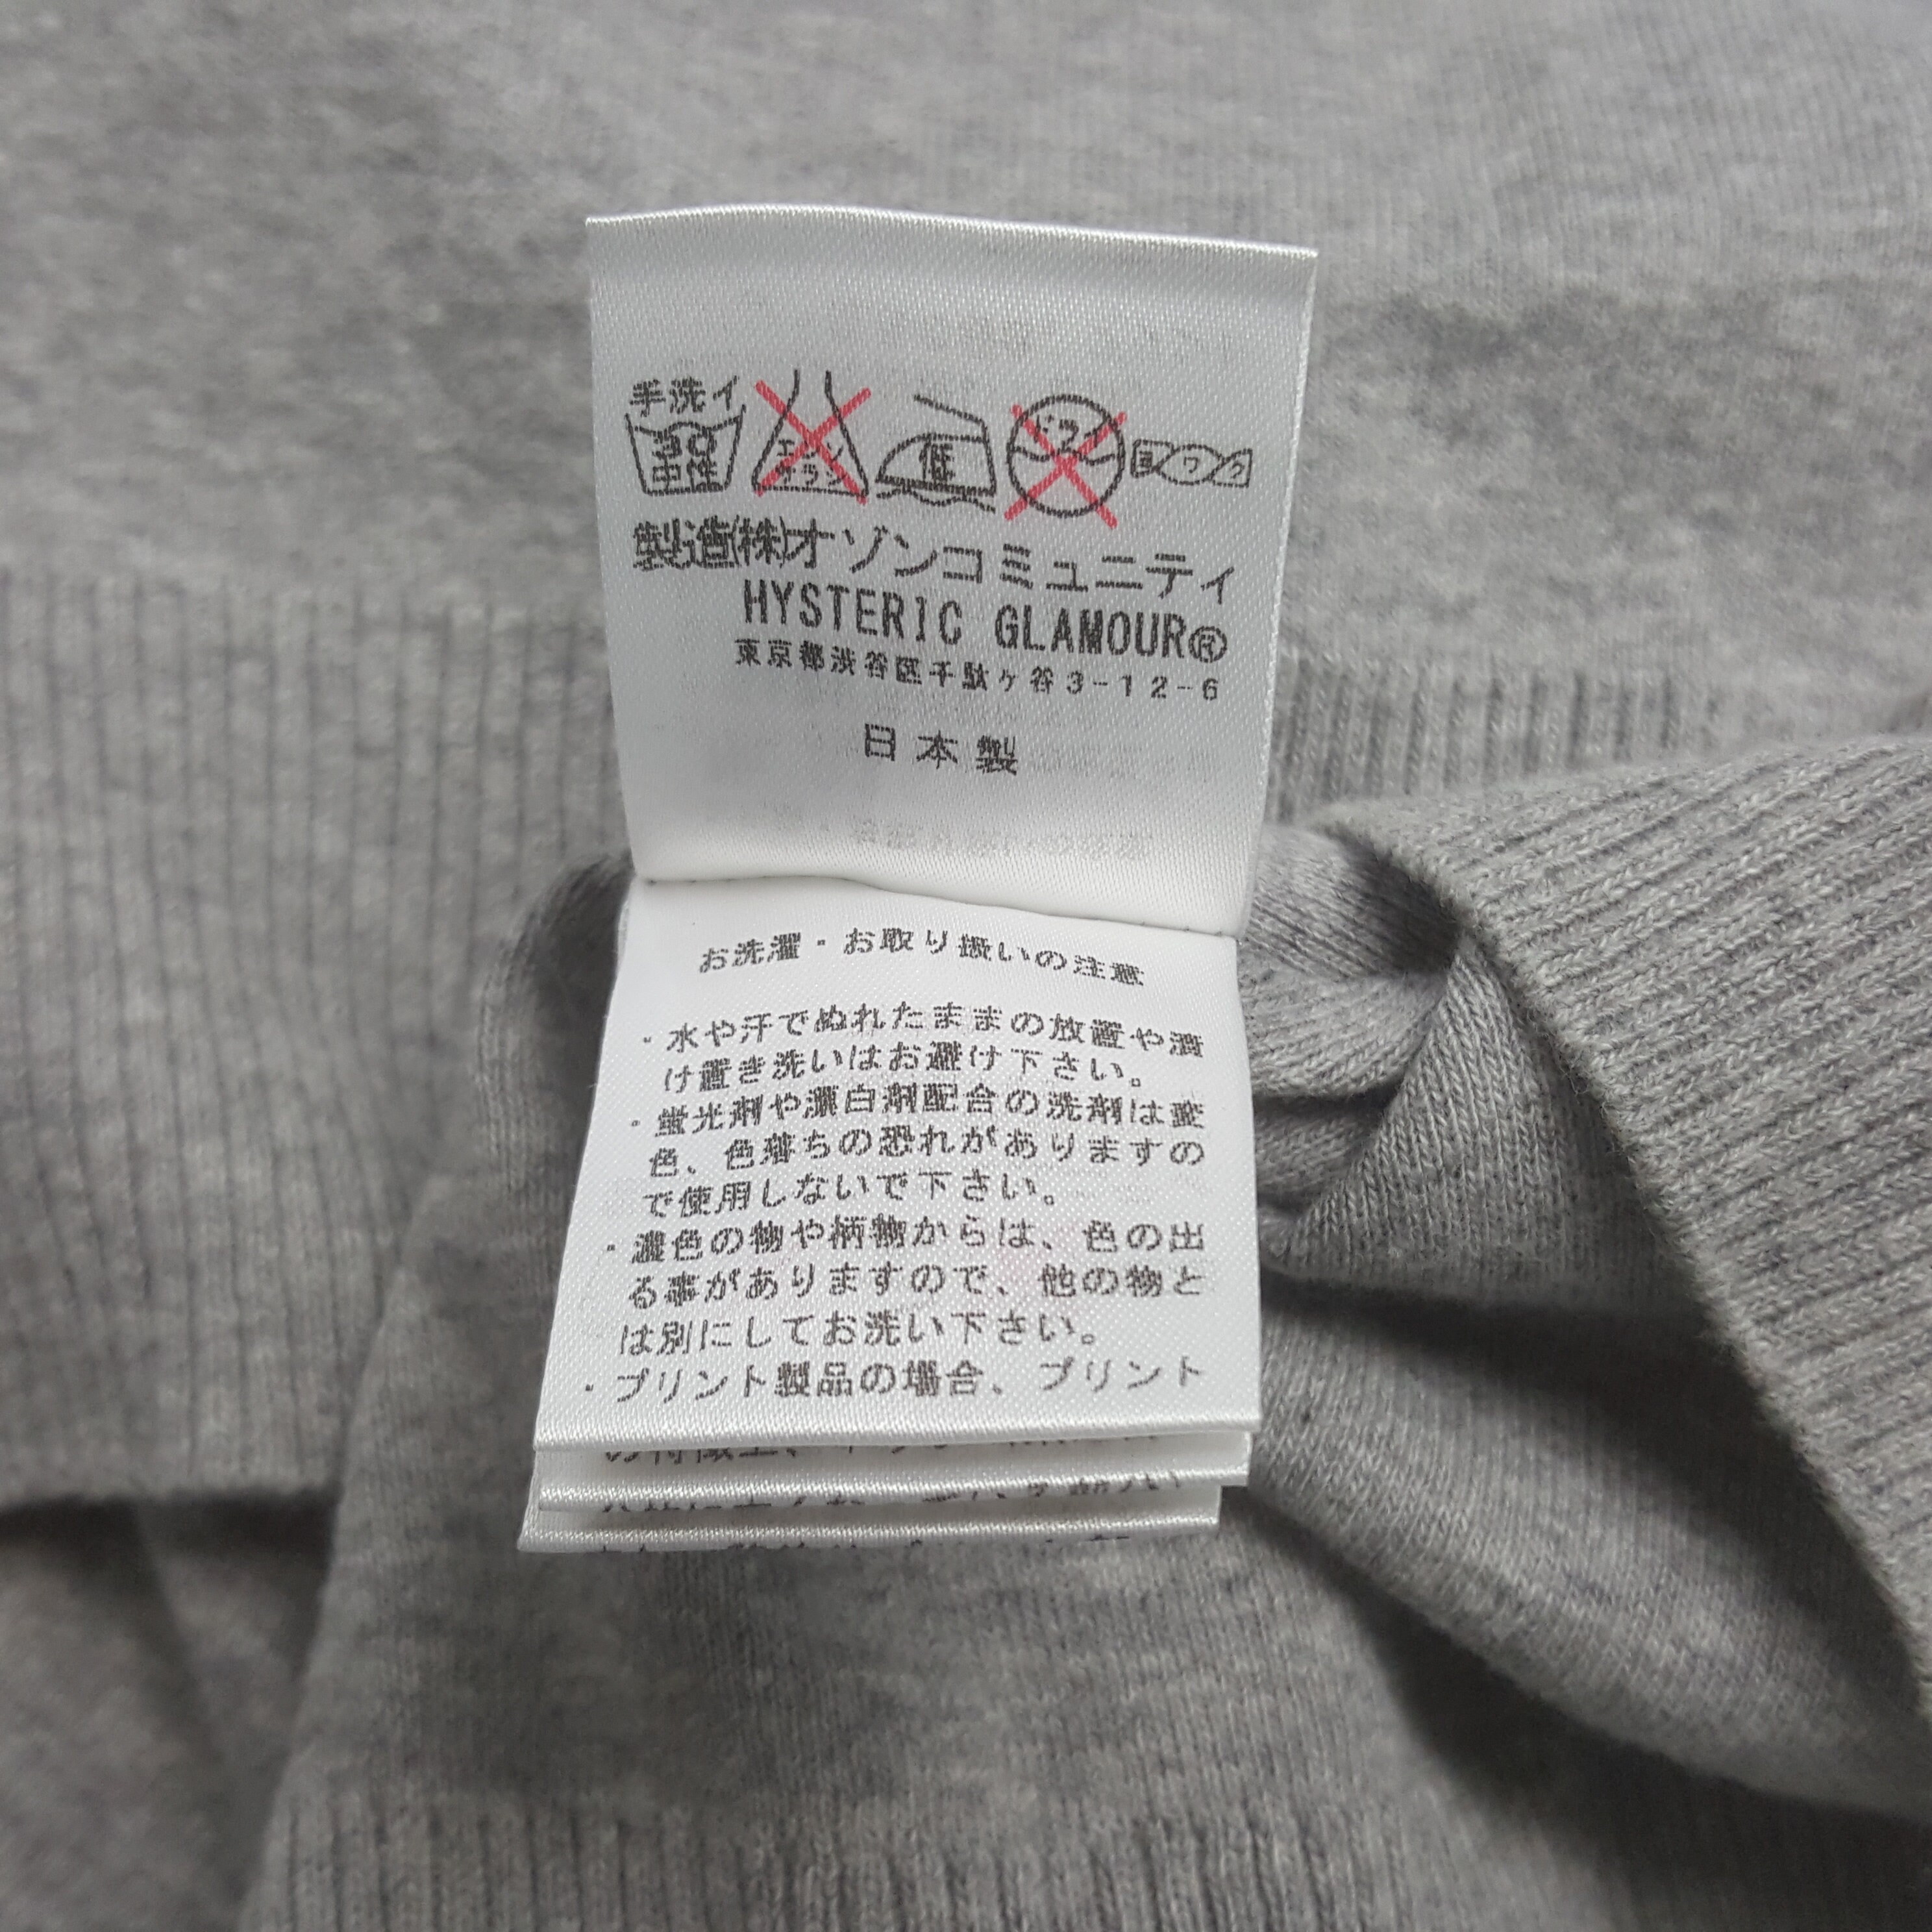 手洗イ
30
中性
エンソ
サラシ
低
ドライ
ヨワク
製造㈱オゾンコミュニティ
HYSTERIC GLAMOUR®
東京都渋谷区千駄ヶ谷3-12-6
日本製
お洗濯・お取り扱いの注意
・水や汗でぬれたままの放置や漬
け置き洗いはお避け下さい。
・蛍光剤や漂白剤配合の洗剤は変
色、色落ちの恐れがありますの
で使用しないで下さい。
・濃色の物や柄物からは、色の出
る事がありますので、他の物と
は別にしてお洗い下さい。
・プリント製品の場合、プリント
の特徴上、